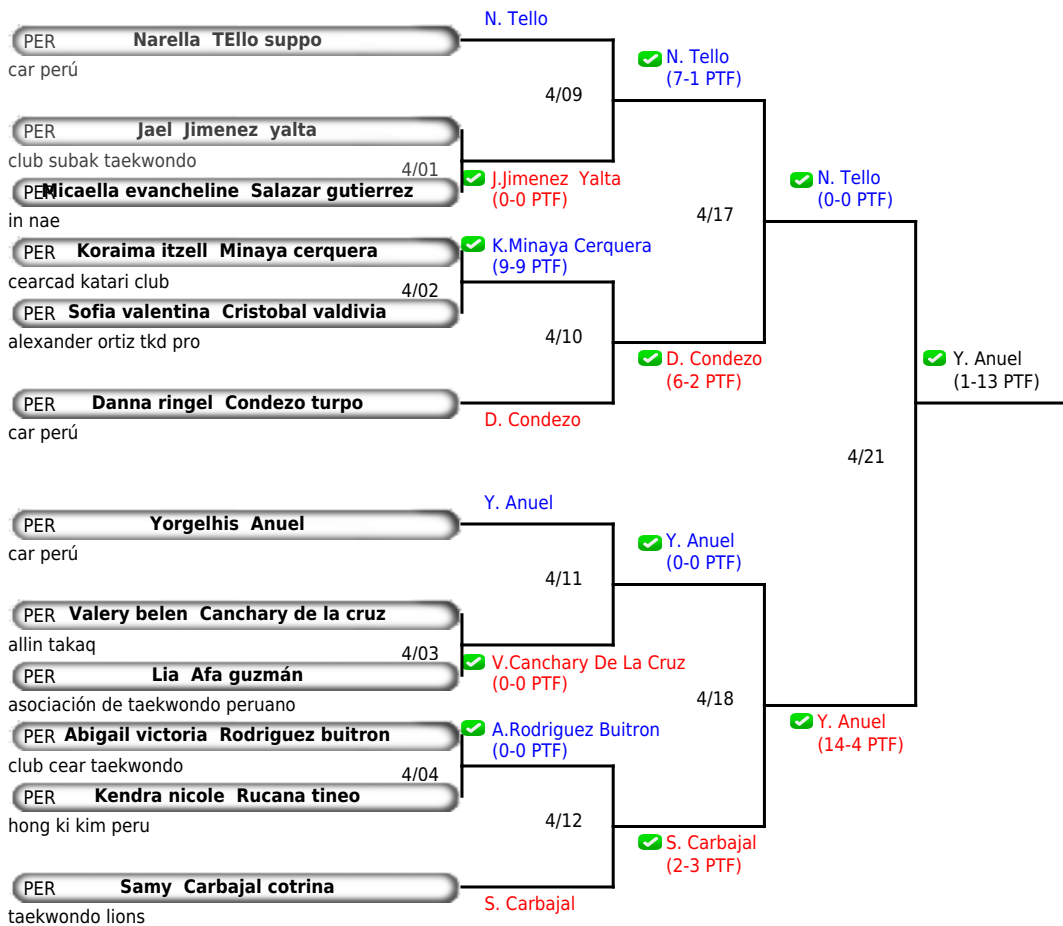 N. Tello
PER Narella TEllo suppo
car perú
N. Tello
(7-1 PTF)
4/09
PER Jael Jimenez yalta
club subak taekwondo
4/01
J.Jimenez Yalta
(0-0 PTF)
PER Micaella evancheline Salazar gutierrez
in nae
N. Tello
(0-0 PTF)
4/17
PER Koraima itzell Minaya cerquera
K.Minaya Cerquera
(9-9 PTF)
cearcad katari club
4/02
PER Sofia valentina Cristobal valdivia
alexander ortiz tkd pro
4/10
D. Condezo
(6-2 PTF)
PER Danna ringel Condezo turpo
D. Condezo
car perú
Y. Anuel
(1-13 PTF)
4/21
Y. Anuel
PER Yorgelhis Anuel
car perú
Y. Anuel
(0-0 PTF)
4/11
PER Valery belen Canchary de la cruz
allin takaq
4/03
V.Canchary De La Cruz
(0-0 PTF)
PER Lia Afa guzmán
asociación de taekwondo peruano
4/18
PER Abigail victoria Rodriguez buitron
A.Rodriguez Buitron
(0-0 PTF)
club cear taekwondo
4/04
Y. Anuel
(14-4 PTF)
PER Kendra nicole Rucana tineo
hong ki kim peru
4/12
S. Carbajal
(2-3 PTF)
PER Samy Carbajal cotrina
S. Carbajal
taekwondo lions